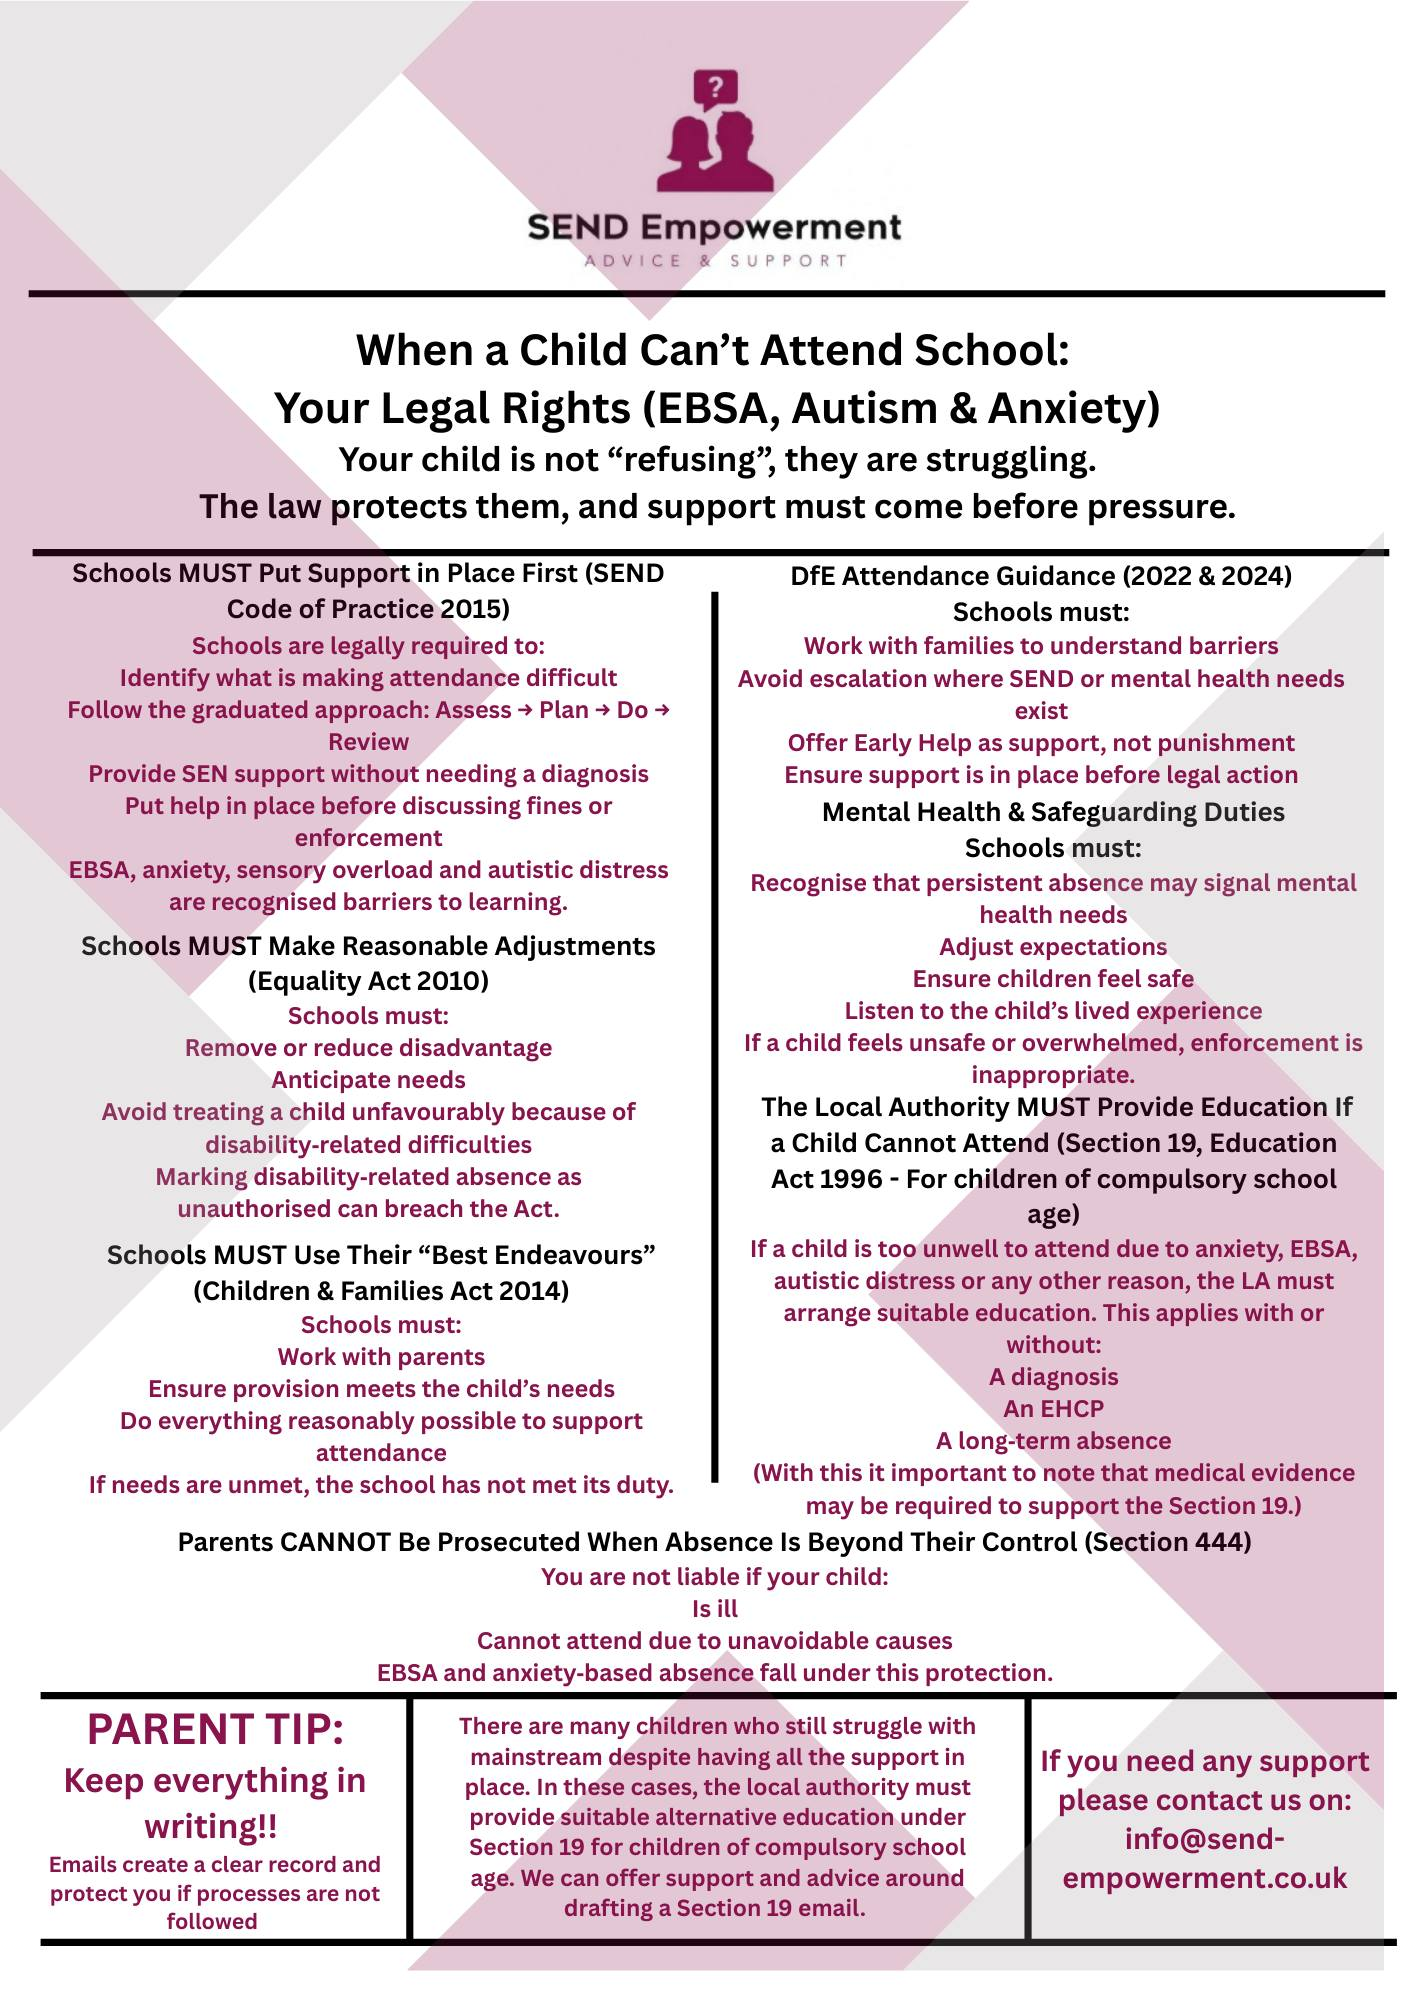 ?
SEND Empowerment
ADVICE & SUPPORT
When a Child Can’t Attend School:
Your Legal Rights (EBSA, Autism & Anxiety)
Your child is not “refusing”, they are struggling.
The law protects them, and support must come before pressure.
Schools MUST Put Support in Place First (SEND
Code of Practice 2015)
Schools are legally required to:
Identify what is making attendance difficult
Follow the graduated approach: Assess → Plan → Do →
Review
Provide SEN support without needing a diagnosis
Put help in place before discussing fines or
enforcement
EBSA, anxiety, sensory overload and autistic distress
are recognised barriers to learning.
Schools MUST Make Reasonable Adjustments
(Equality Act 2010)
Schools must:
Remove or reduce disadvantage
Anticipate needs
Avoid treating a child unfavourably because of
disability-related difficulties
Marking disability-related absence as
unauthorised can breach the Act.
Schools MUST Use Their “Best Endeavours”
(Children & Families Act 2014)
Schools must:
Work with parents
Ensure provision meets the child’s needs
Do everything reasonably possible to support
attendance
If needs are unmet, the school has not met its duty.
DfE Attendance Guidance (2022 & 2024)
Schools must:
Work with families to understand barriers
Avoid escalation where SEND or mental health needs
exist
Offer Early Help as support, not punishment
Ensure support is in place before legal action
Mental Health & Safeguarding Duties
Schools must:
Recognise that persistent absence may signal mental
health needs
Adjust expectations
Ensure children feel safe
Listen to the child’s lived experience
If a child feels unsafe or overwhelmed, enforcement is
inappropriate.
The Local Authority MUST Provide Education If
a Child Cannot Attend (Section 19, Education
Act 1996 - For children of compulsory school
age)
If a child is too unwell to attend due to anxiety, EBSA,
autistic distress or any other reason, the LA must
arrange suitable education. This applies with or
without:
A diagnosis
An EHCP
A long-term absence
(With this it important to note that medical evidence
may be required to support the Section 19.)
Parents CANNOT Be Prosecuted When Absence Is Beyond Their Control (Section 444)
You are not liable if your child:
Is ill
Cannot attend due to unavoidable causes
EBSA and anxiety-based absence fall under this protection.
PARENT TIP:
Keep everything in
writing!!
Emails create a clear record and
protect you if processes are not
followed
There are many children who still struggle with
mainstream despite having all the support in
place. In these cases, the local authority must
provide suitable alternative education under
Section 19 for children of compulsory school
age. We can offer support and advice around
drafting a Section 19 email.
If you need any support
please contact us on:
info@send-
empowerment.co.uk